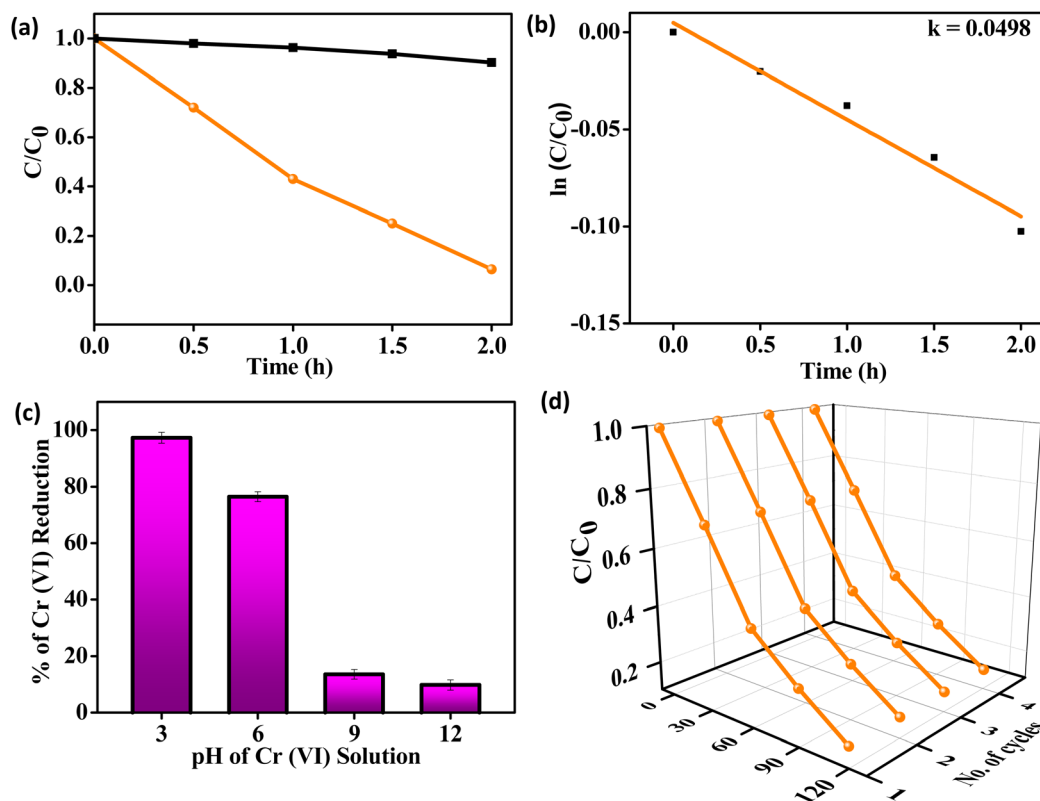 (a)
C/C0
1.0
0.8
0.6
0.4
0.2
0.0
0.0 0.5 1.0 1.5 2.0
Time (h)
(b)
k = 0.0498
ln (C/C0)
0.00
-0.05
-0.10
-0.15
0.0 0.5 1.0 1.5 2.0
Time (h)
(c)
% of Cr (VI) Reduction
100
80
60
40
20
0
3 6 9 12
pH of Cr (VI) Solution
(d)
C/C0
1.0
0.8
0.6
0.4
0.2
0 30 60 90 120
1 2 3 4
No. of cycles